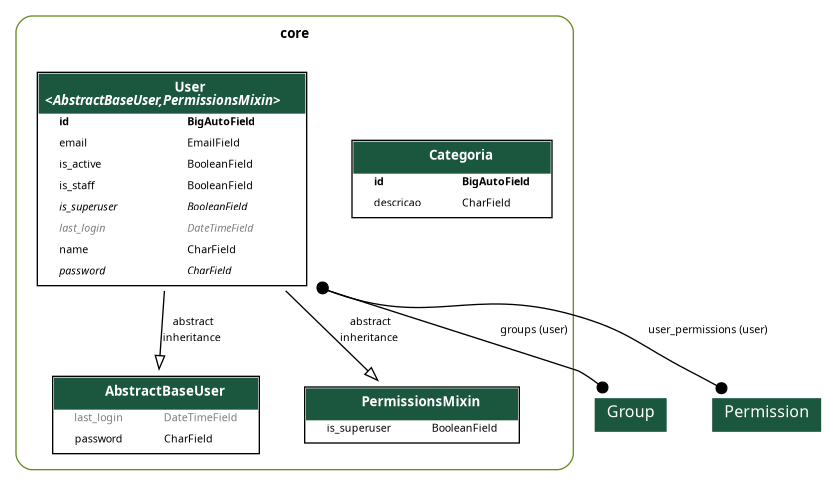 core
User
<AbstractBaseUser,PermissionsMixin>
id BigAutoField
email EmailField
is_active BooleanField
is_staff BooleanField
is_superuser BooleanField
last_login DateTimeField
name CharField
password CharField
Categoria
id BigAutoField
descricao CharField
abstract
inheritance
abstract
inheritance
groups (user)
user_permissions (user)
AbstractBaseUser
last_login DateTimeField
password CharField
PermissionsMixin
is_superuser BooleanField
Group
Permission